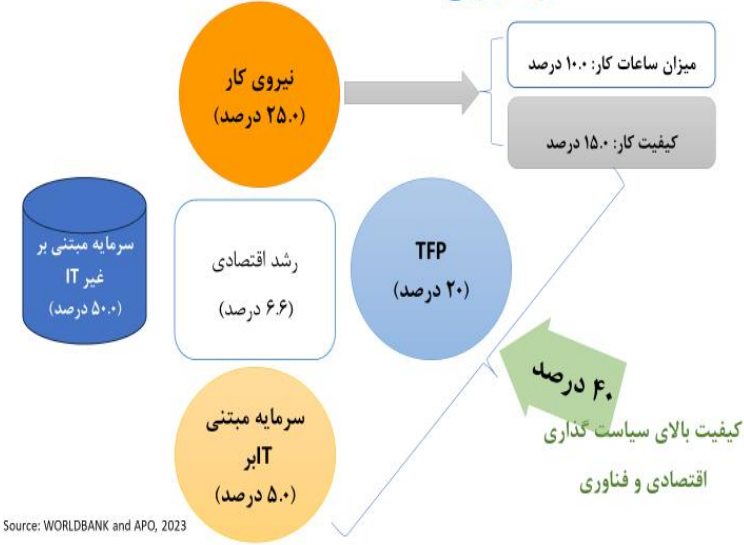 نیروی کار
(۲۵.۰ درصد)
میزان ساعات کار: ۱۰.۰ درصد
کیفیت کار: ۱۵.۰ درصد
سرمایه مبتنی بر
غیر IT
(۵۰.۰ درصد)
رشد اقتصادی
(۶.۶ درصد)
TFP
(۲۰ درصد)
سرمایه مبتنی
ITبر
(۵.۰ درصد)
۴۰ درصد
کیفیت بالای سیاست گذاری
اقتصادی و فناوری
Source: WORLDBANK and APO, 2023